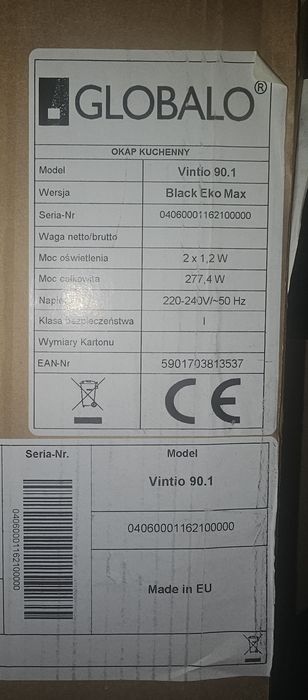 GLOBALO®
OKAP KUCHENNY
Model Vintio 90.1
Wersja Black Eko Max
Seria-Nr 04060001162100000
Waga netto/brutto
Moc oświetlenia 2 x 1,2 W
Moc całkowita 277,4 W
Napię 220-240V/~50 Hz
Klasa bezpieczeństwa I
Wymiary Kartonu
EAN-Nr 5901703813537
CE
Seria-Nr. Model
Vintio 90.1
04060001162100000
04060001162100000
Made in EU